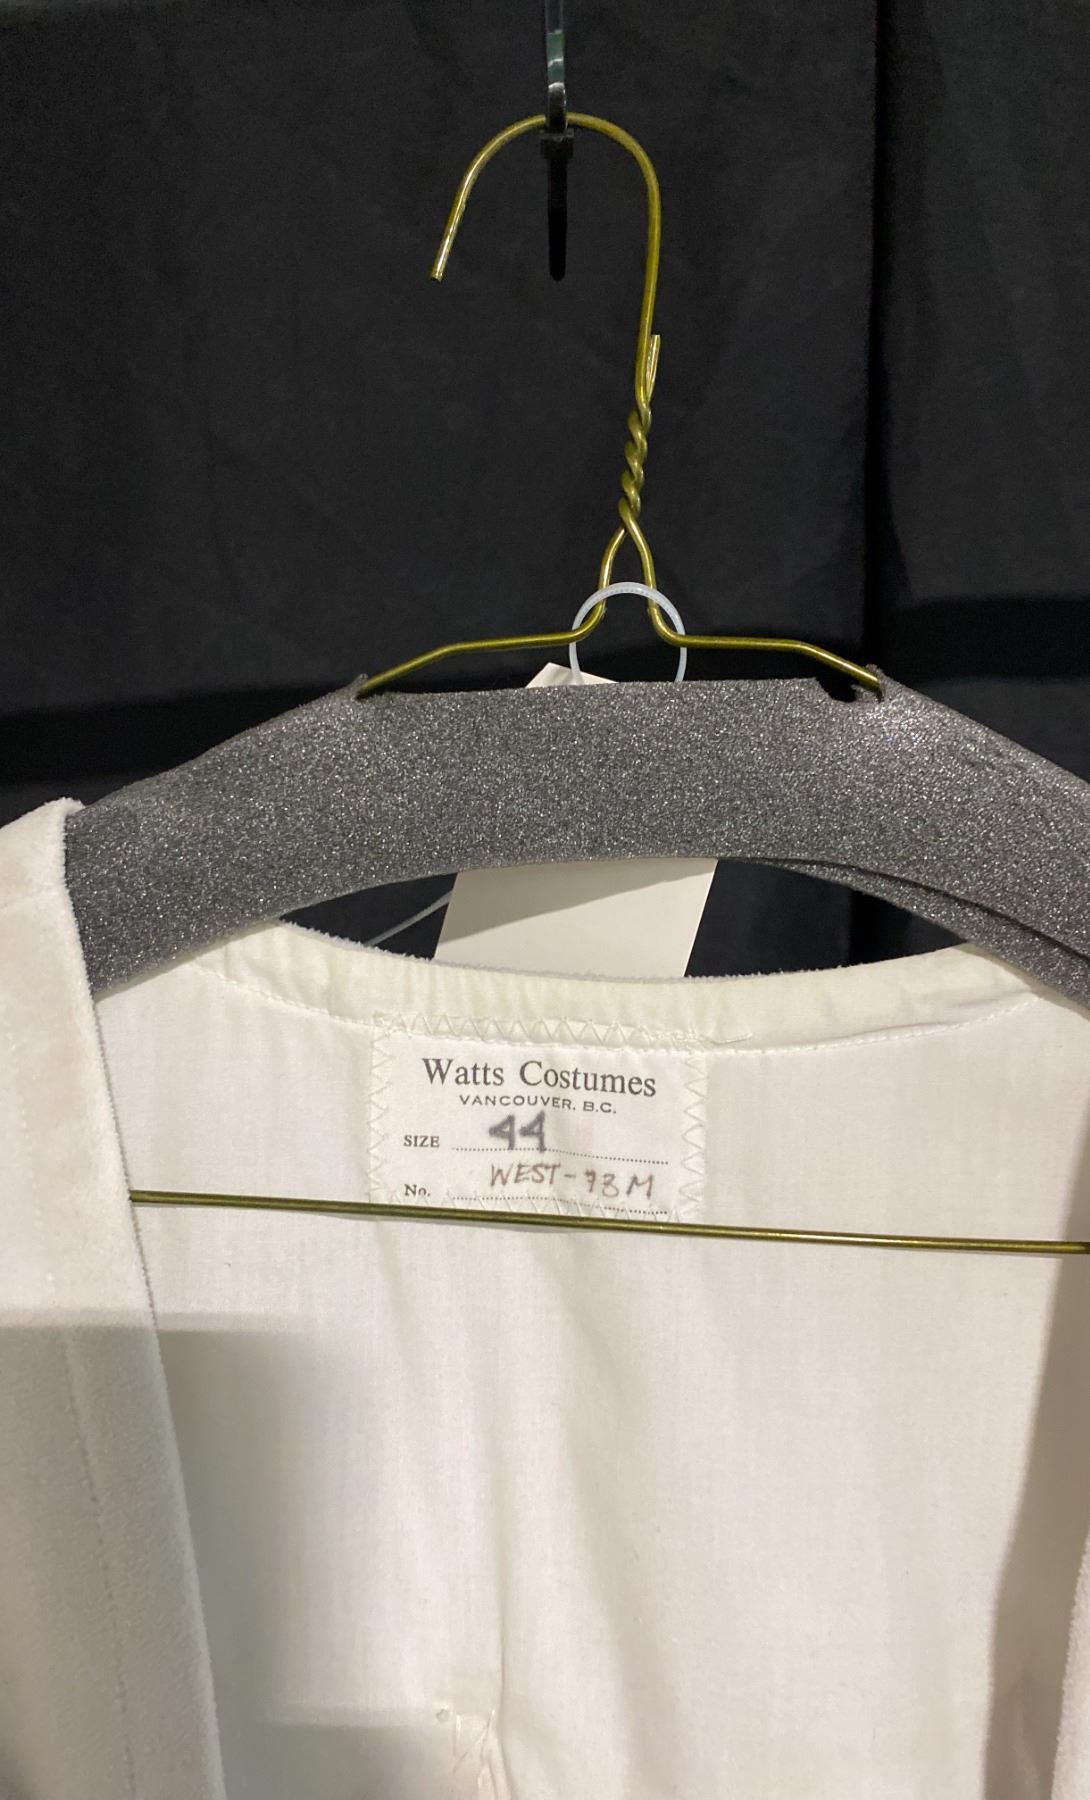 Watts Costumes
VANCOUVER, B.C.
SIZE 44
No. WEST-73M